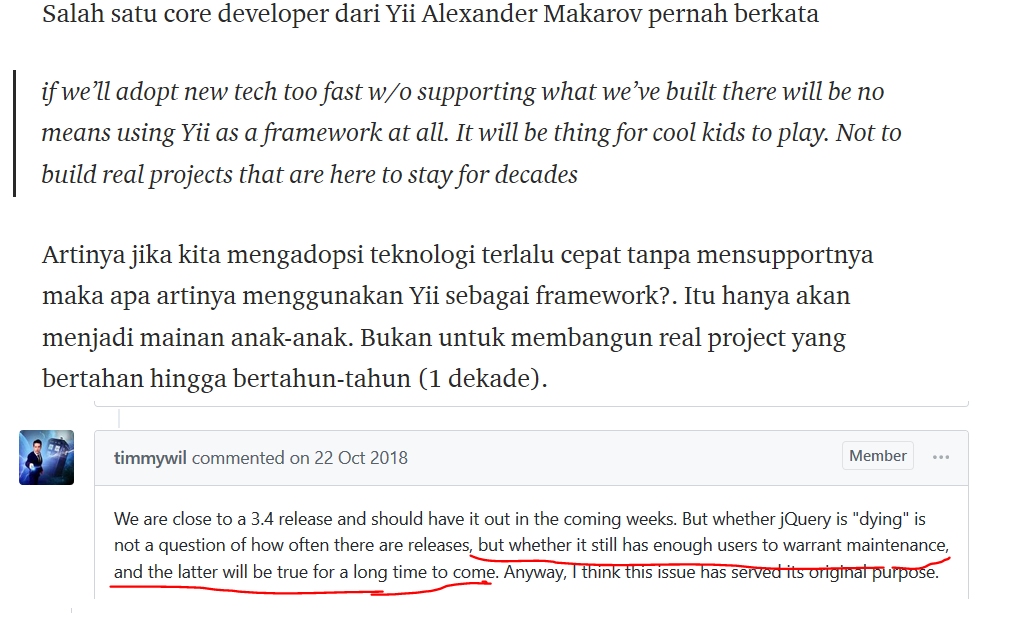 Salah satu core developer dari Yii Alexander Makarov pernah berkata
if we’ll adopt new tech too fast w/o supporting what we’ve built there will be no
means using Yii as a framework at all. It will be thing for cool kids to play. Not to
build real projects that are here to stay for decades
Artinya jika kita mengadopsi teknologi terlalu cepat tanpa mensupportnya
maka apa artinya menggunakan Yii sebagai framework?. Itu hanya akan
menjadi mainan anak-anak. Bukan untuk membangun real project yang
bertahan hingga bertahun-tahun (1 dekade).
timmywil commented on 22 Oct 2018 Member ...
We are close to a 3.4 release and should have it out in the coming weeks. But whether jQuery is "dying" is
not a question of how often there are releases, but whether it still has enough users to warrant maintenance,
and the latter will be true for a long time to come. Anyway, I think this issue has served its original purpose.